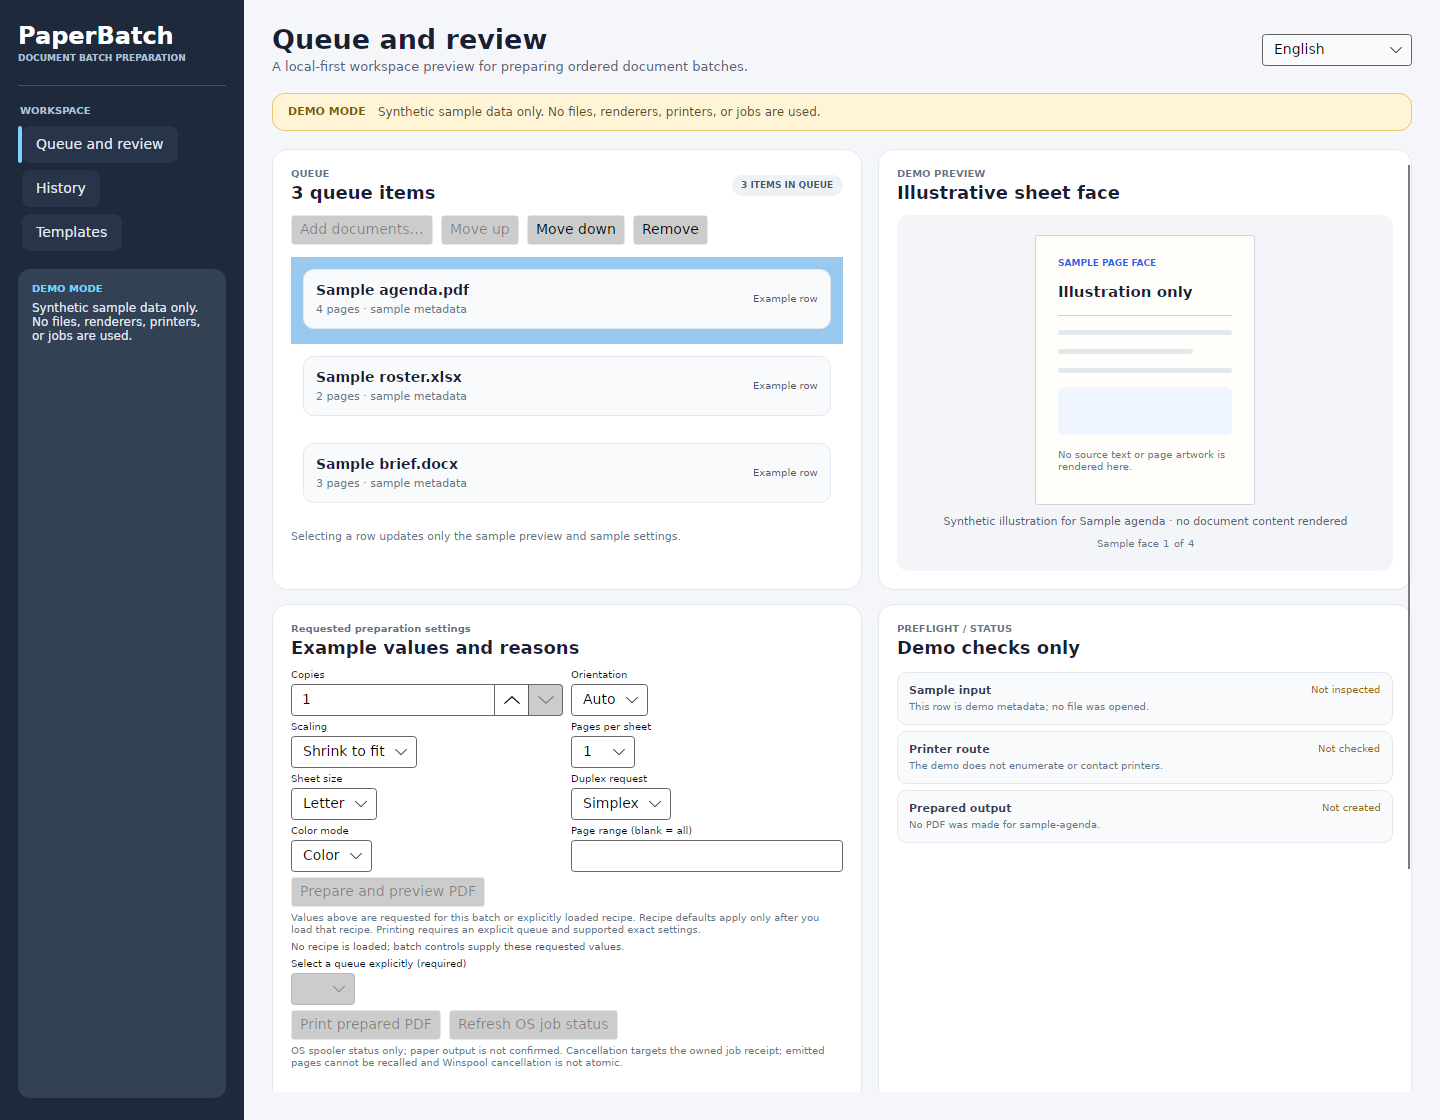 PaperBatch
DOCUMENT BATCH PREPARATION
WORKSPACE
Queue and review
History
Templates
DEMO MODE
Synthetic sample data only.
No files, renderers, printers,
or jobs are used.
Queue and review
A local-first workspace preview for preparing ordered document batches.
English
DEMO MODE Synthetic sample data only. No files, renderers, printers, or jobs are used.
QUEUE
3 queue items
3 ITEMS IN QUEUE
Add documents... Move up Move down Remove
Sample agenda.pdf
4 pages · sample metadata
Example row
Sample roster.xlsx
2 pages · sample metadata
Example row
Sample brief.docx
3 pages · sample metadata
Example row
Selecting a row updates only the sample preview and sample settings.
DEMO PREVIEW
Illustrative sheet face
SAMPLE PAGE FACE
Illustration only
No source text or page artwork is
rendered here.
Synthetic illustration for Sample agenda · no document content rendered
Sample face 1 of 4
Requested preparation settings
Example values and reasons
Copies
1
Orientation
Auto
Scaling
Shrink to fit
Pages per sheet
1
Sheet size
Letter
Duplex request
Simplex
Color mode
Color
Page range (blank = all)
Prepare and preview PDF
Values above are requested for this batch or explicitly loaded recipe. Recipe defaults apply only after you
load that recipe. Printing requires an explicit queue and supported exact settings.
No recipe is loaded; batch controls supply these requested values.
Select a queue explicitly (required)
Print prepared PDF Refresh OS job status
OS spooler status only; paper output is not confirmed. Cancellation targets the owned job receipt; emitted
pages cannot be recalled and Winspool cancellation is not atomic.
PREFLIGHT / STATUS
Demo checks only
Sample input
Not inspected
This row is demo metadata; no file was opened.
Printer route
Not checked
The demo does not enumerate or contact printers.
Prepared output
Not created
No PDF was made for sample-agenda.